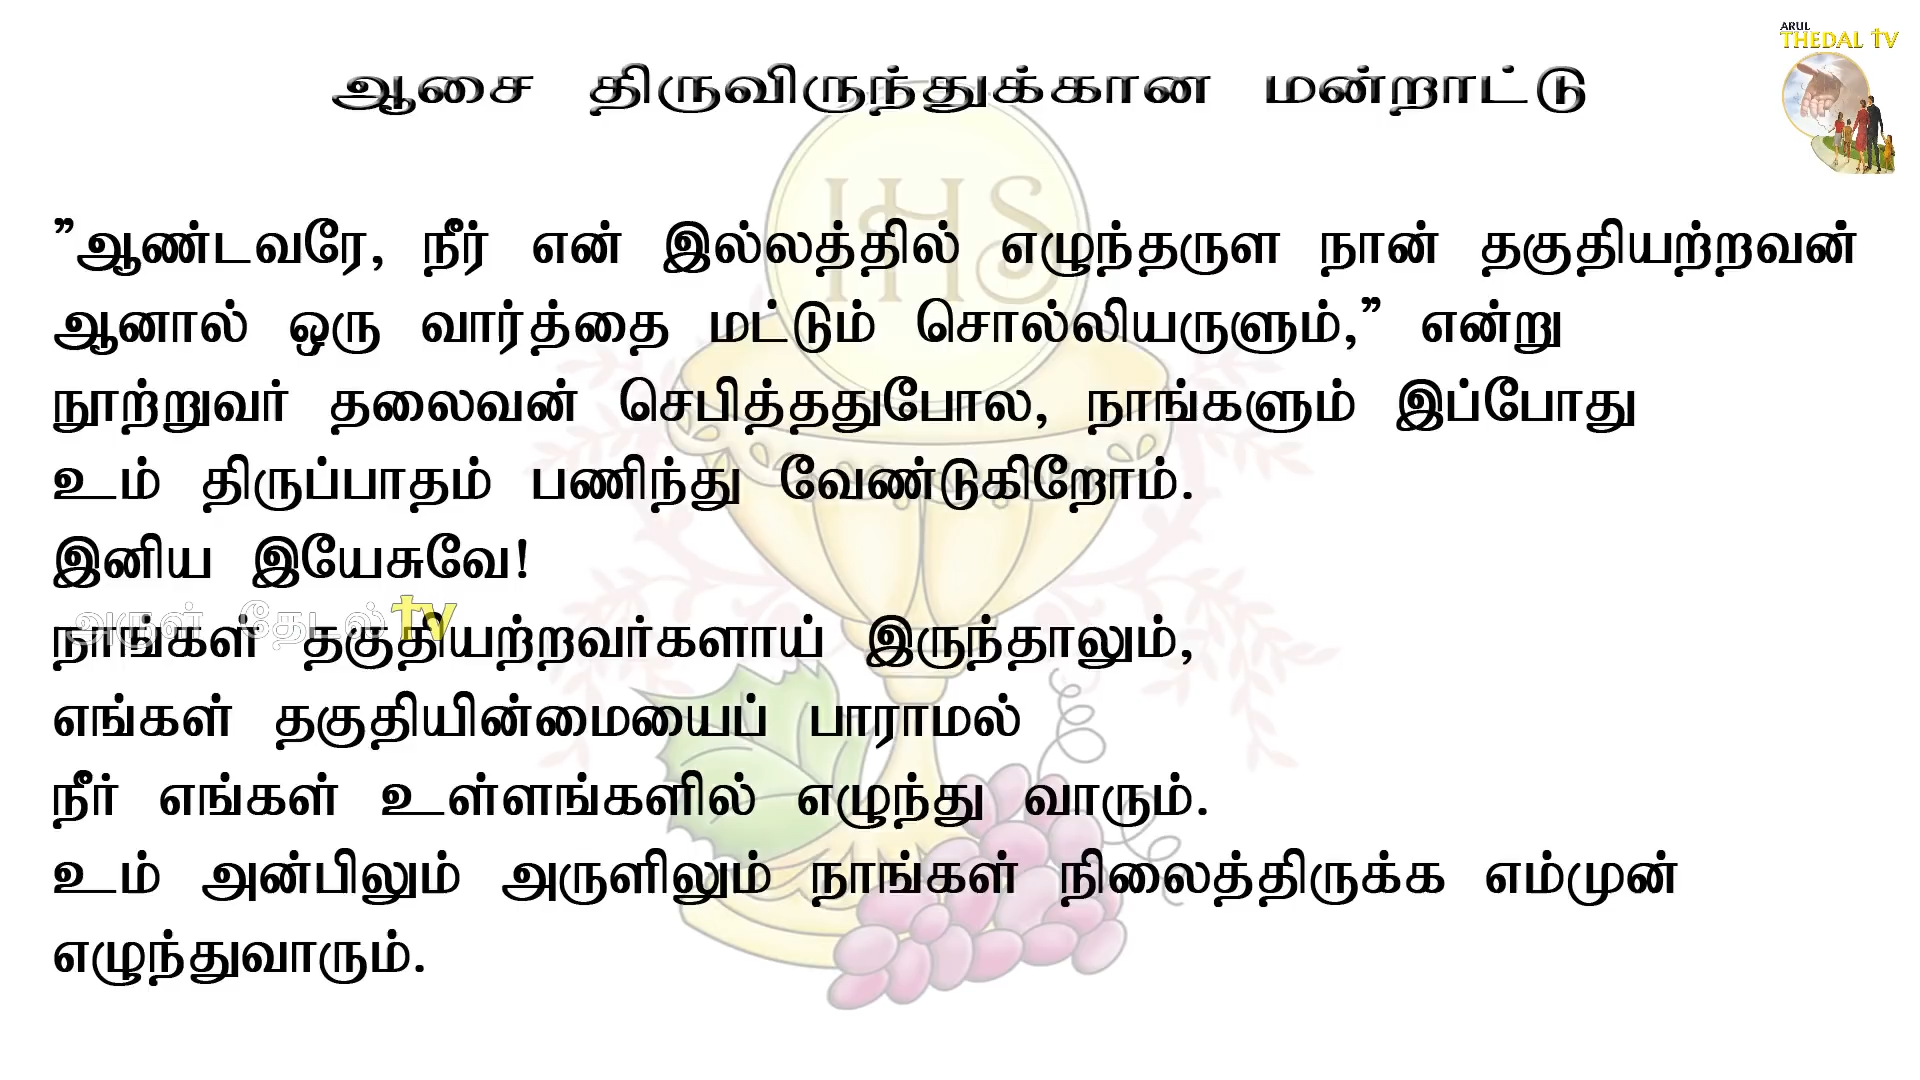 ARUL
THEDAL TV
ஆசை திருவிருந்துக்கான மன்றாட்டு
"ஆண்டவரே, நீர் என் இல்லத்தில் எழுந்தருள நான் தகுதியற்றவன்
ஆனால் ஒரு வார்த்தை மட்டும் சொல்லியருளும்," என்று
நூற்றுவர் தலைவன் செபித்ததுபோல, நாங்களும் இப்போது
உம் திருப்பாதம் பணிந்து வேண்டுகிறோம்.
இனிய இயேசுவே!
அருள் தேடல் tv
நாங்கள் தகுதியற்றவர்களாய் இருந்தாலும்,
எங்கள் தகுதியின்மையைப் பாராமல்
நீர் எங்கள் உள்ளங்களில் எழுந்து வாரும்.
உம் அன்பிலும் அருளிலும் நாங்கள் நிலைத்திருக்க எம்முன்
எழுந்துவாரும்.
IHS